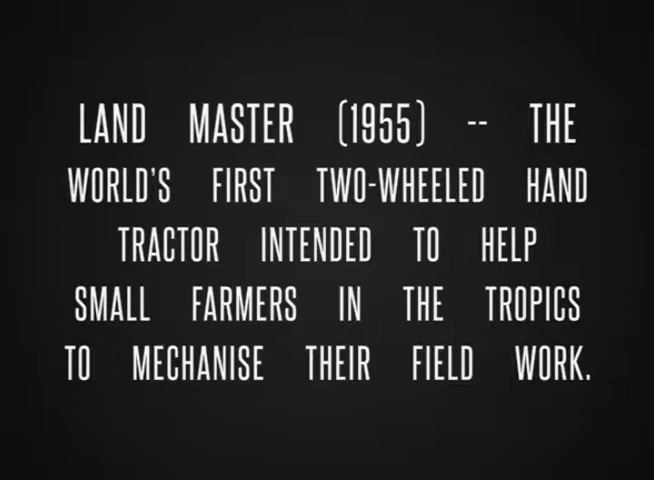 LAND MASTER (1955) -- THE
WORLD'S FIRST TWO-WHEELED HAND
TRACTOR INTENDED TO HELP
SMALL FARMERS IN THE TROPICS
TO MECHANISE THEIR FIELD WORK.